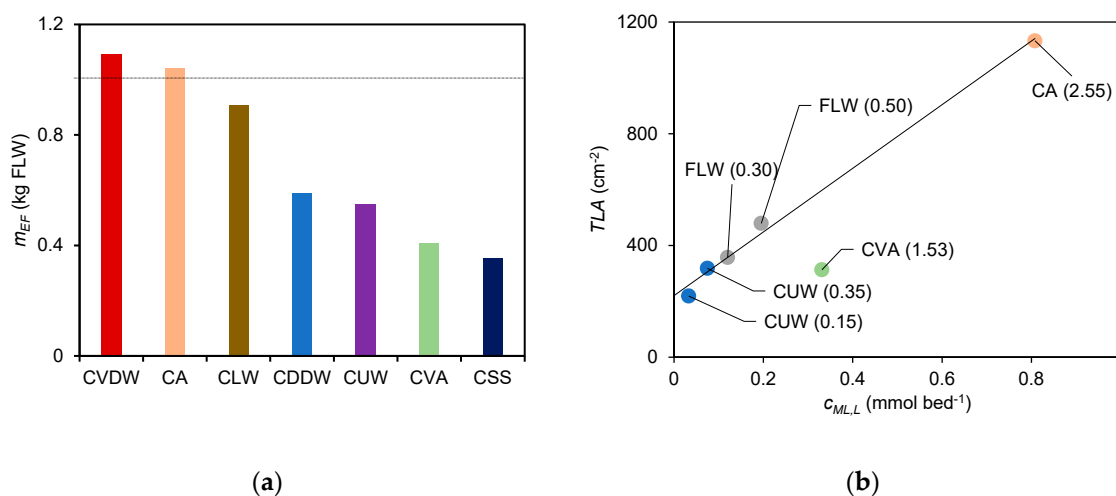 1.2
0.8
0.4
0
m_EF (kg FLW)
CVDW CA CLW CDDW CUW CVA CSS
(a)
1200
800
400
0
TLA (cm-2)
CA (2.55)
FLW (0.50)
FLW (0.30)
CVA (1.53)
CUW (0.35)
CUW (0.15)
0 0.2 0.4 0.6 0.8
c_ML,L (mmol bed-1)
(b)